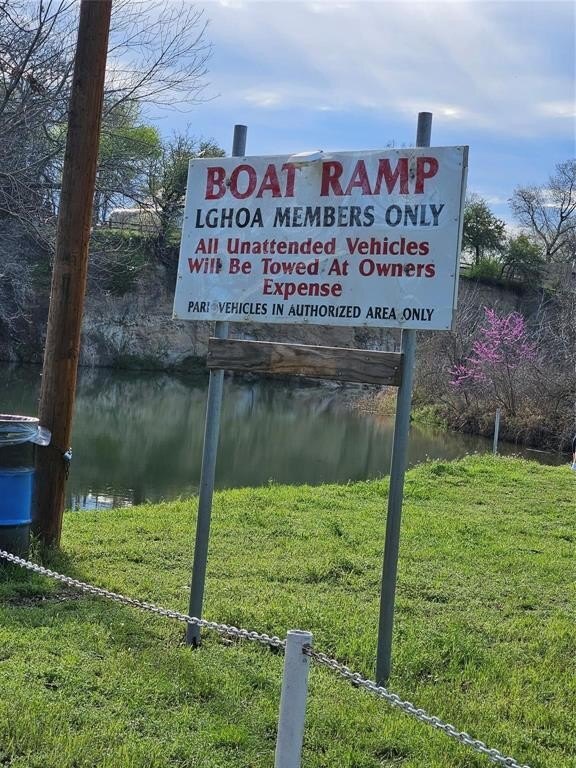 BOAT RAMP
LGHOA MEMBERS ONLY
All Unattended Vehicles
Will Be Towed At Owners
Expense
VEHICLES IN AUTHORIZED AREA ONLY